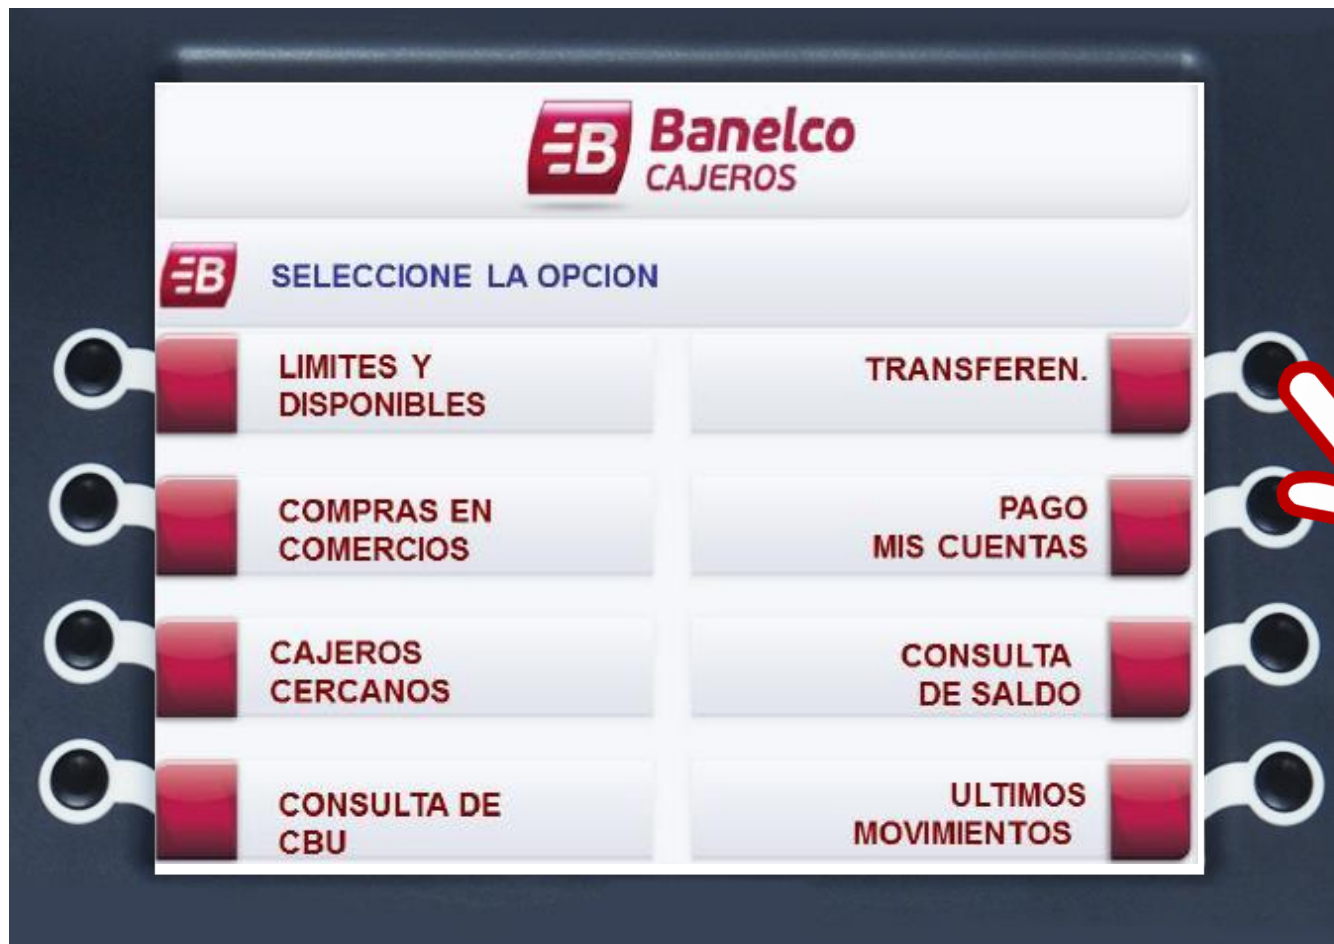 Banelco
CAJEROS
SELECCIONE LA OPCION
LIMITES Y
DISPONIBLES
TRANSFEREN.
COMPRAS EN
COMERCIOS
PAGO
MIS CUENTAS
CAJEROS
CERCANOS
CONSULTA
DE SALDO
CONSULTA DE
CBU
ULTIMOS
MOVIMIENTOS